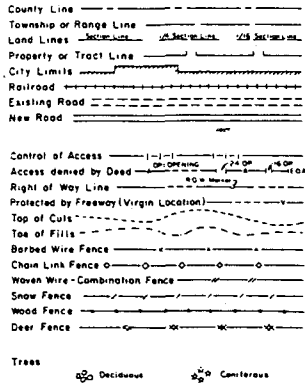 County Line
Township or Range Line
Land Lines Section Line 1/4 Section Line 1/16 Section Line
Property or Tract Line
City Limits
Railroad
Existing Road
New Road
Control of Access
OP: OPENING 24 OP 16 OP
Access denied by Deed
R.O.W. Marker
Right of Way Line
Protected by Freeway (Virgin Location)
Top of Cuts
Toe of Fills
Barbed Wire Fence
Chain Link Fence
Woven Wire - Combination Fence
Snow Fence
Wood Fence
Deer Fence
Trees
Deciduous Coniferous